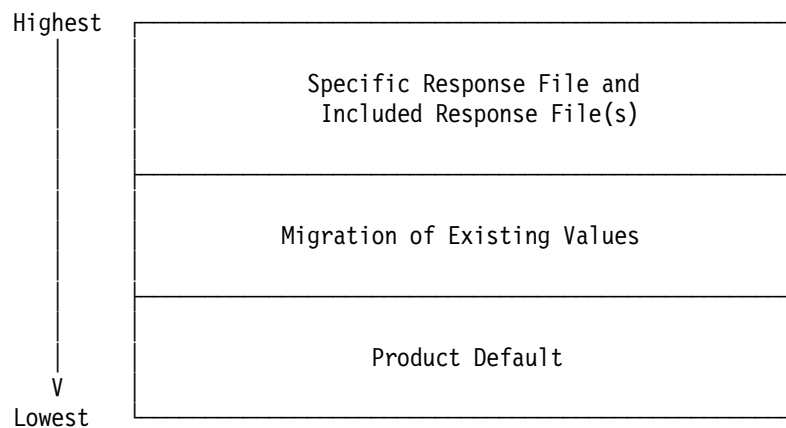 Highest
Specific Response File and
Included Response File(s)
Migration of Existing Values
Product Default
V
Lowest